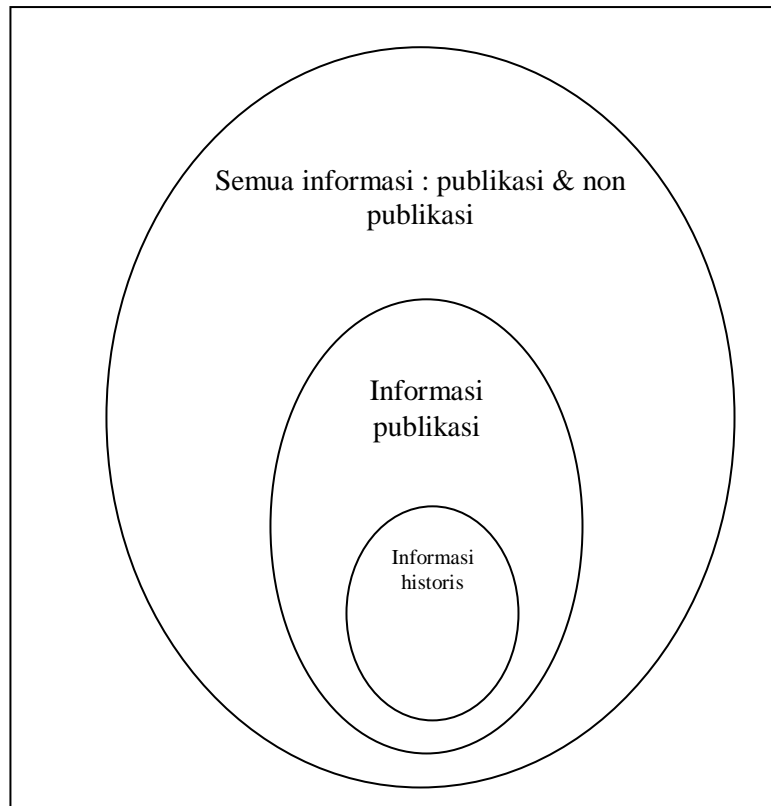 Semua informasi : publikasi & non
publikasi
Informasi
publikasi
Informasi
historis